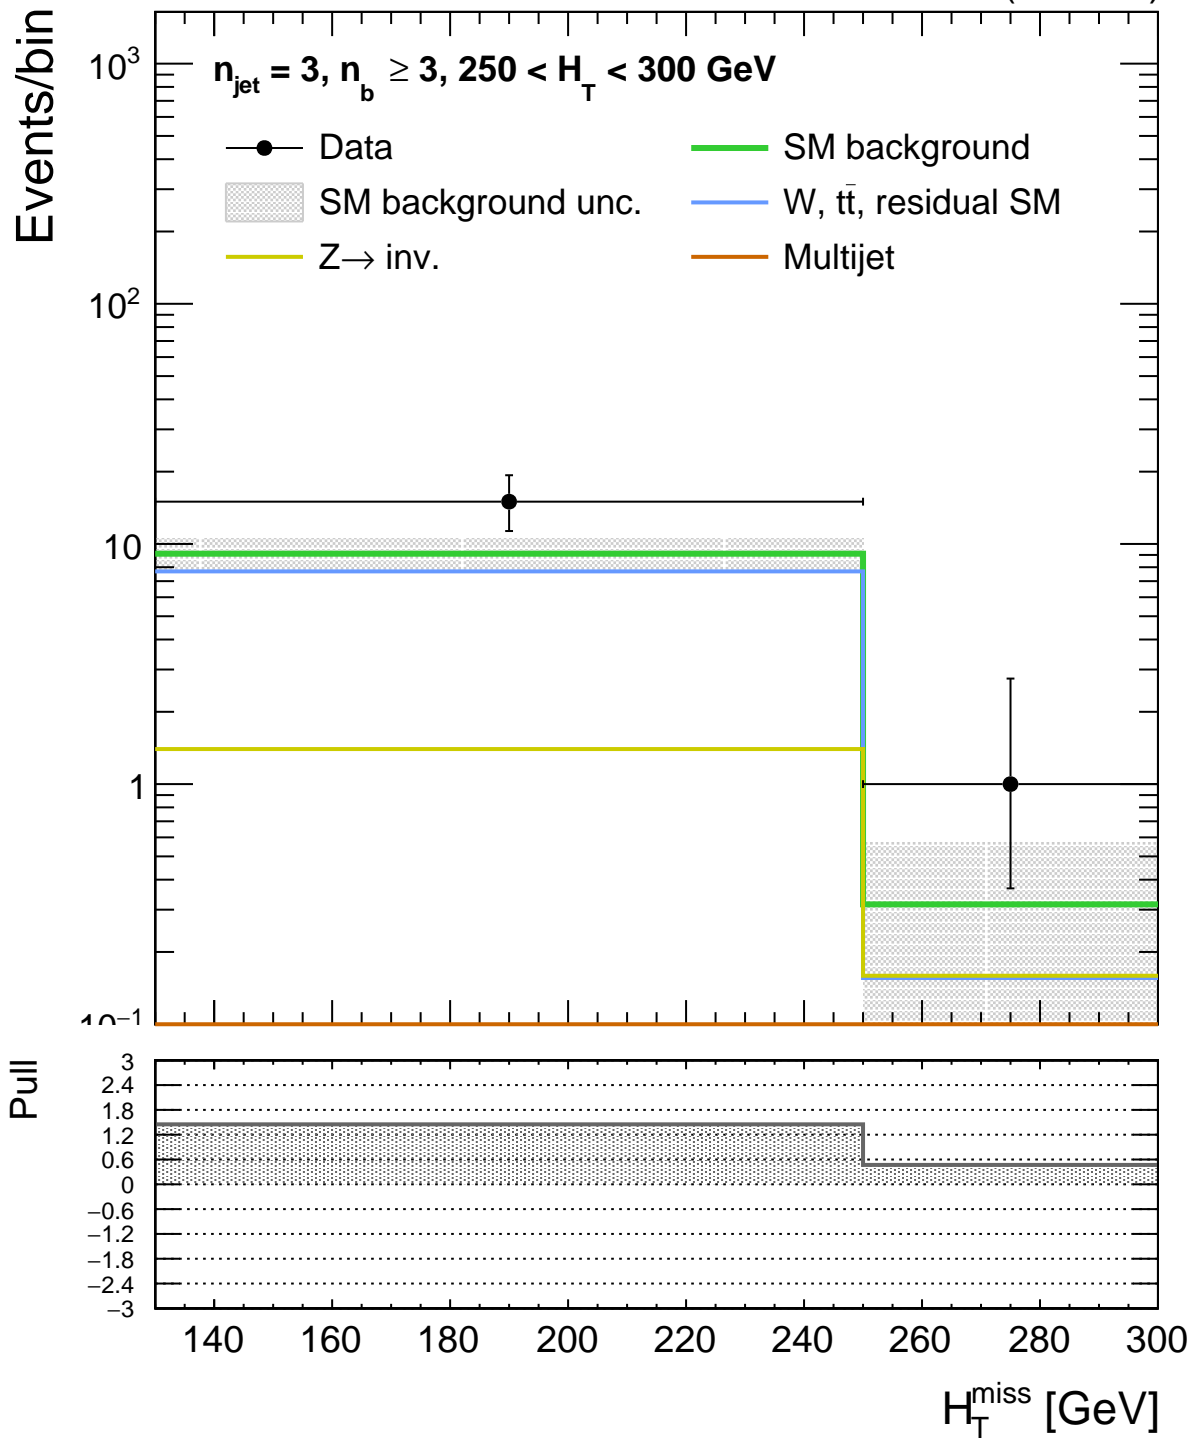 Events/bin
10³
n_jet = 3, n_b ≥ 3, 250 < H_T < 300 GeV
Data
SM background
SM background unc.
W, tt̄, residual SM
Z→ inv.
Multijet
10²
10
1
10⁻¹
Pull
3
2.4
1.8
1.2
0.6
0
−0.6
−1.2
−1.8
−2.4
−3
140 160 180 200 220 240 260 280 300
H_T^miss [GeV]